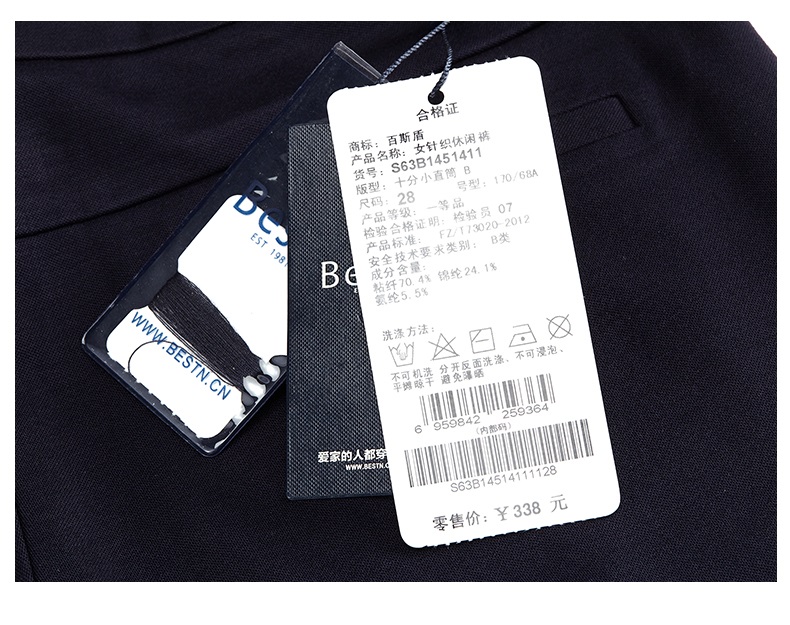 合格证
商标：百斯盾
产品名称：女针织休闲裤
货号：S63B1451411
版型：十分小直筒 B
尺码：28 号型：170/68A
产品等级：一等品
检验合格证明：检验员 07
产品标准： FZ/T73020-2012
安全技术要求类别： B类
成分含量：
粘纤70.4% 锦纶24.1%
氨纶5.5%
洗涤方法：
不可机洗 分开反面洗涤、不可浸泡、
平摊晾干 避免曝晒
6 959842 259364
(内部码)
S63B14514111128
零售价：￥338 元
Bes
EST 198
WWW.BESTN.CN
Be
爱家的人都穿
WWW.BESTN.C